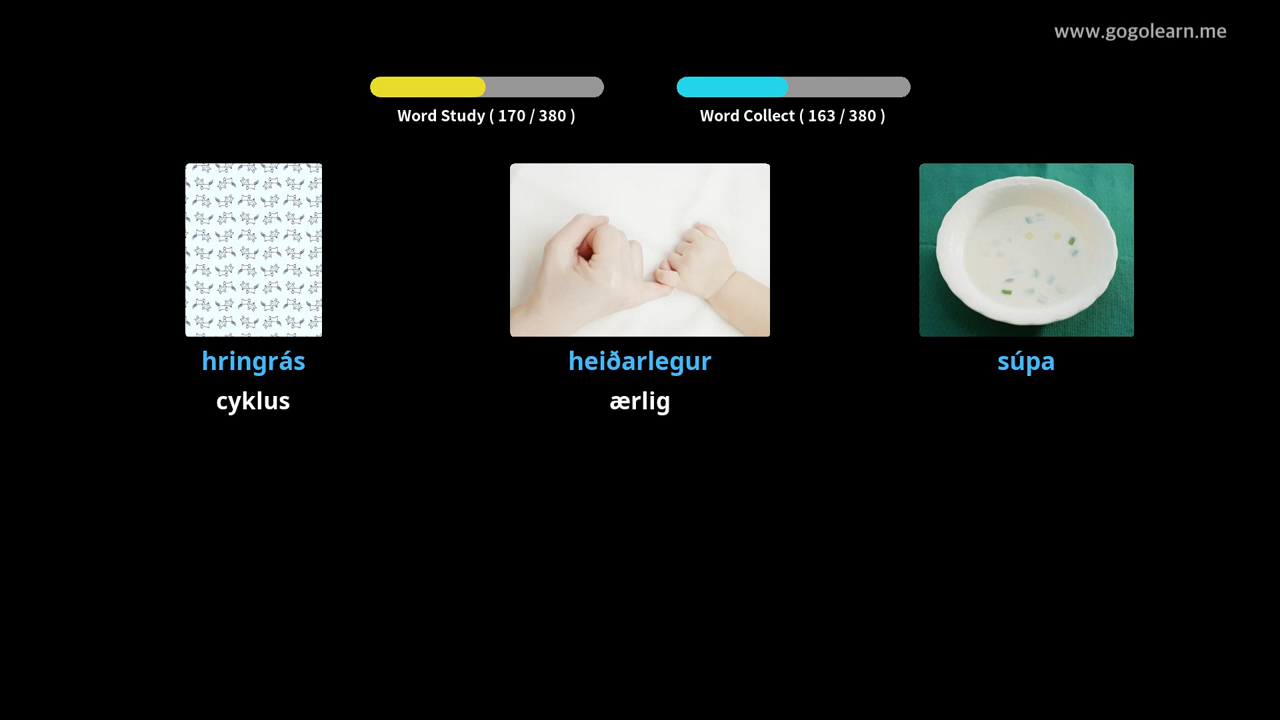 www.gogolearn.me
Word Study ( 170 / 380 )
Word Collect ( 163 / 380 )
hringrás
cyklus
heiðarlegur
ærlig
súpa